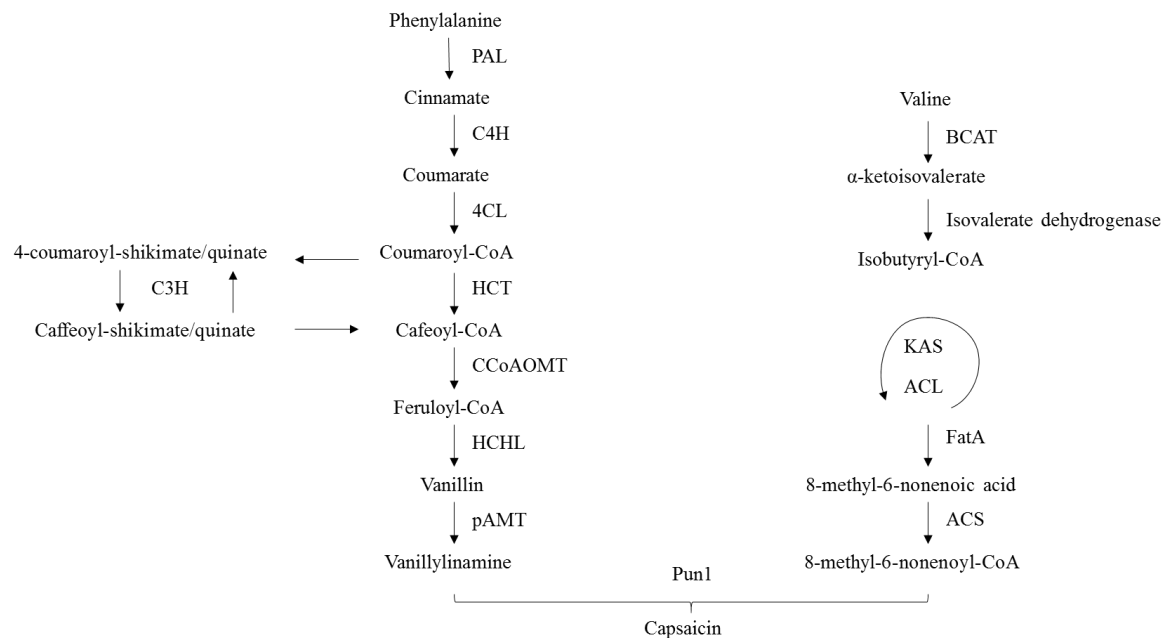 Phenylalanine
PAL
Cinnamate
C4H
Coumarate
4CL
Coumaroyl-CoA
4-coumaroyl-shikimate/quinate
C3H
Caffeoyl-shikimate/quinate
HCT
Cafeoyl-CoA
CCoAOMT
Feruloyl-CoA
HCHL
Vanillin
pAMT
Vanillylinamine
Valine
BCAT
α-ketoisovalerate
Isovalerate dehydrogenase
Isobutyryl-CoA
KAS
ACL
FatA
8-methyl-6-nonenoic acid
ACS
8-methyl-6-nonenoyl-CoA
Pun1
Capsaicin